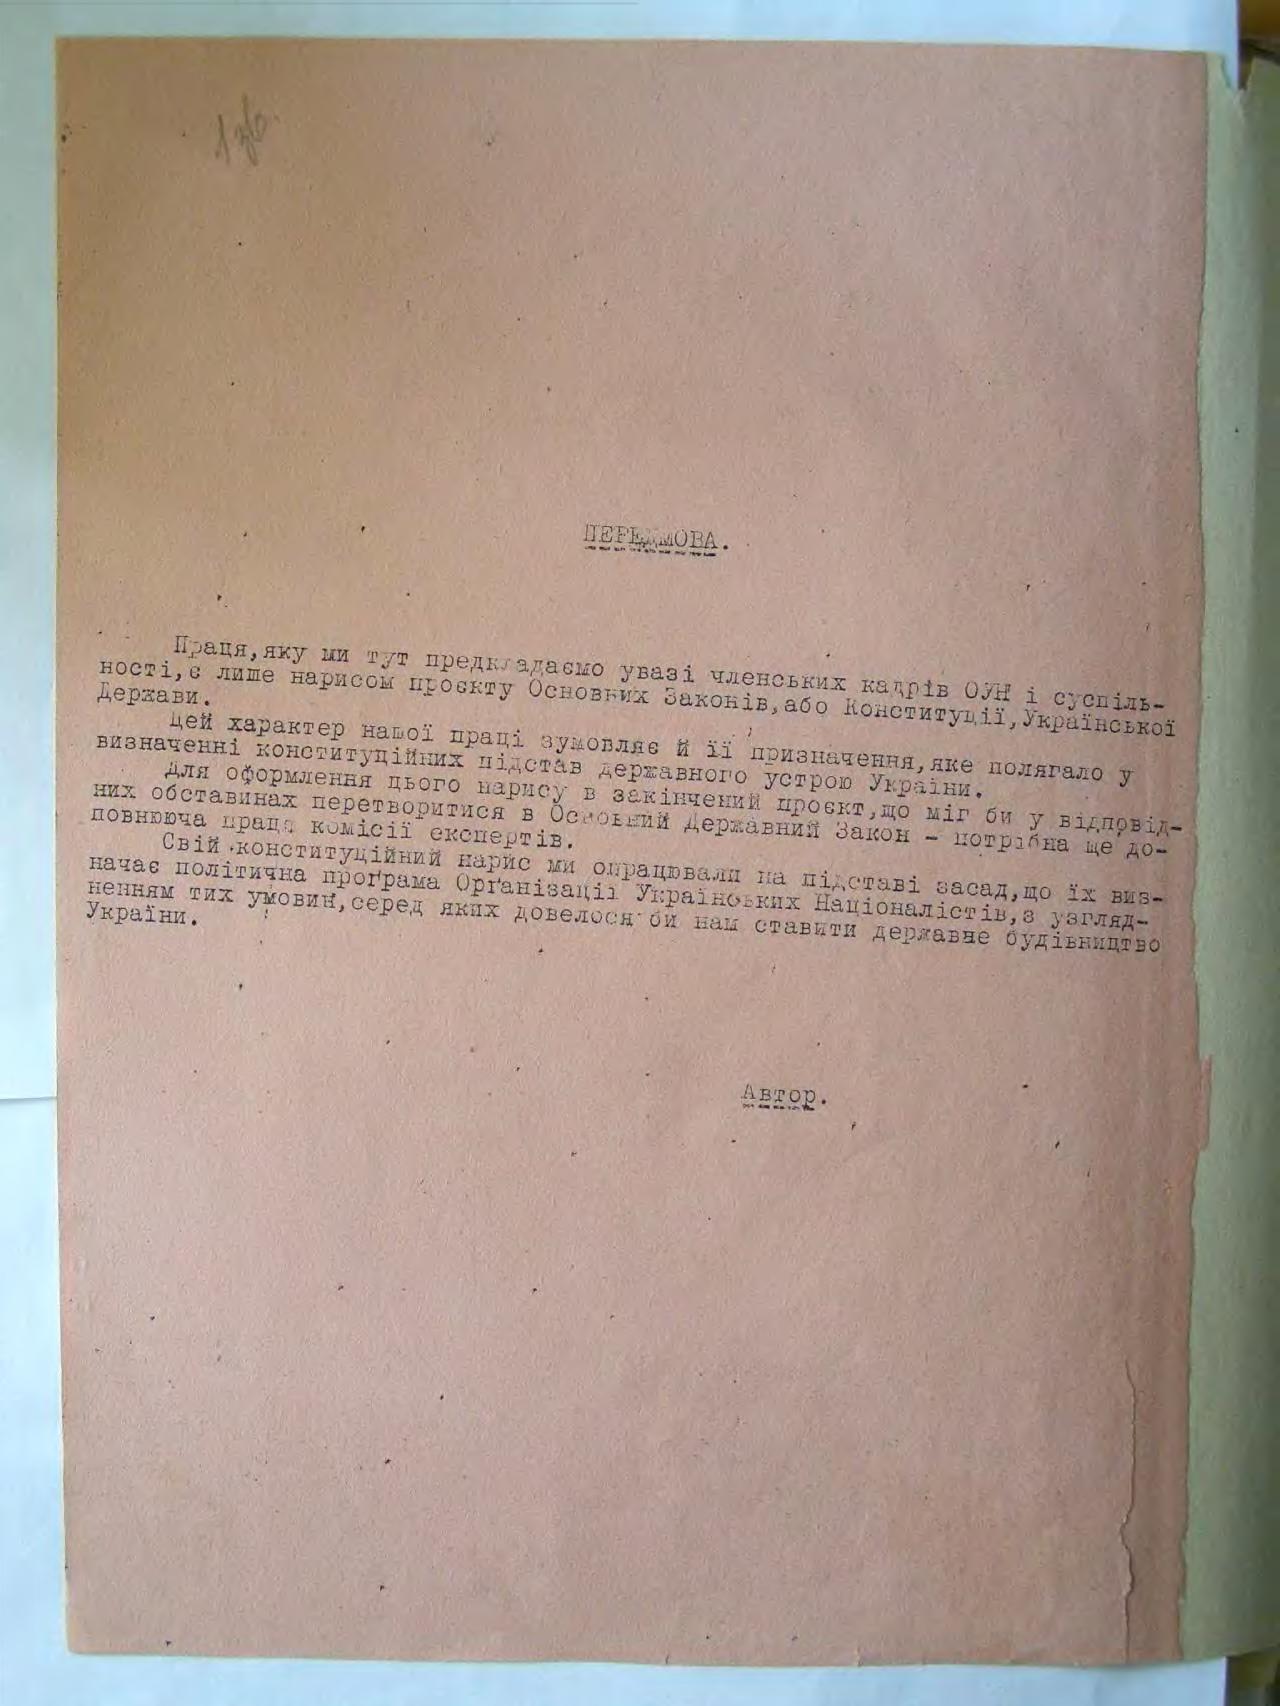 1 зв.
ПЕРЕДМОВА.
Праця,яку ми тут предкладаємо увазі членських кадрів ОУН і суспіль-
ності,є лише нарисом проєкту Основних Законів,або Конституції,Української
Держави.
Цей характер нашої праці зумовляє й її призначення,яке полягало у
визначенні конституційних підстав державного устрою України.
Для оформлення цього нарису в закінчений проєкт,що міг би у відповід-
них обставинах перетворитися в Основний Державний Закон - потрібна ще до-
повнююча праця комісії експертів.
Свій конституційний нарис ми опрацювали на підставі засад,що їх виз-
начає політична проґрама Орґанізації Українських Націоналістів,з узгляд-
ненням тих умовин,серед яких довелося би нам ставити державне будівництво
України.
Автор.